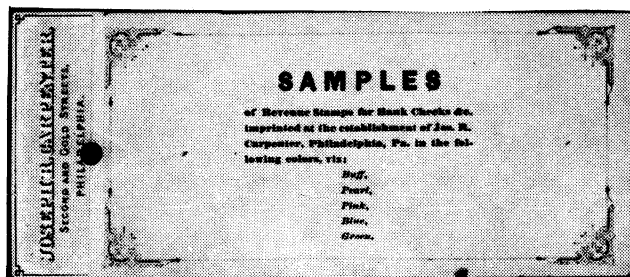 JOSEPH R. CARPENTER,
SECOND AND GOLD STREETS,
PHILADELPHIA.
SAMPLES
of Revenue Stamps for Bank Checks &c.
imprinted at the establishment of Jos. R.
Carpenter, Philadelphia, Pa. in the fol-
lowing colors, viz:
Buff,
Pearl,
Pink,
Blue,
Green.